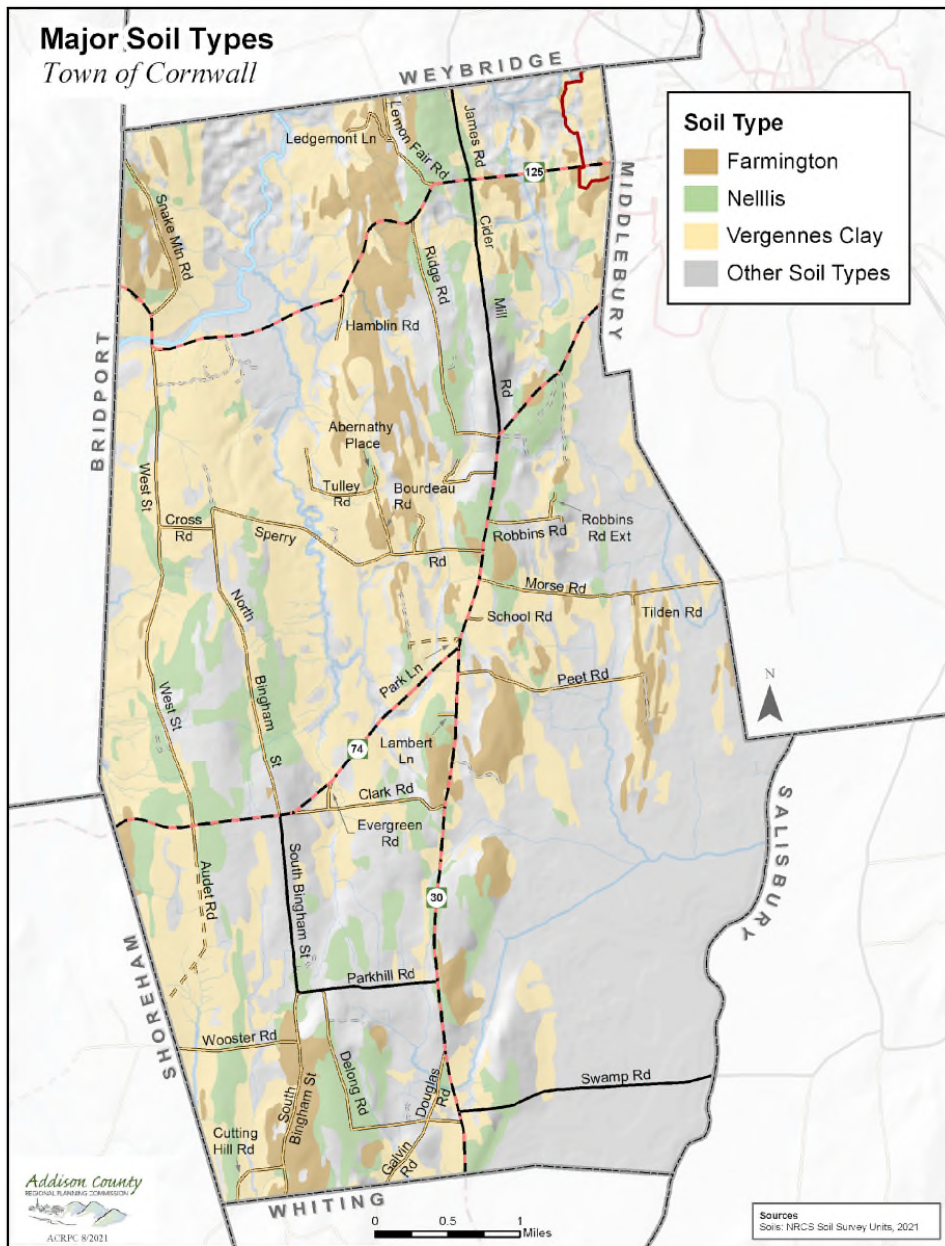 Major Soil Types
Town of Cornwall
WEYBRIDGE
Soil Type
Farmington
Nelllis
Vergennes Clay
Other Soil Types
Ledgemont Ln
Lemon Fair Rd
James Rd
125
MIDDLEBURY
Snake Mtn Rd
Cider
Mill
Rd
Ridge Rd
Hamblin Rd
BRIDPORT
Abernathy
Place
West St
Tulley
Rd
Bourdeau
Rd
Cross
Rd
Sperry
Rd
Robbins Rd
Robbins
Rd Ext
North
Bingham
St
Morse Rd
Tilden Rd
School Rd
Park Ln
Peet Rd
N
West St
74
Lambert
Ln
Clark Rd
Evergreen
Rd
SALISBURY
Audet Rd
South Bingham St
30
SHOREHAM
Parkhill Rd
Wooster Rd
South
Bingham St
Delong Rd
Douglas
Rd
Swamp Rd
Cutting
Hill Rd
Galvin
Rd
WHITING
Addison County
REGIONAL PLANNING COMMISSION
ACRPC 8/2021
0 0.5 1
Miles
Sources
Soils: NRCS Soil Survey Units, 2021